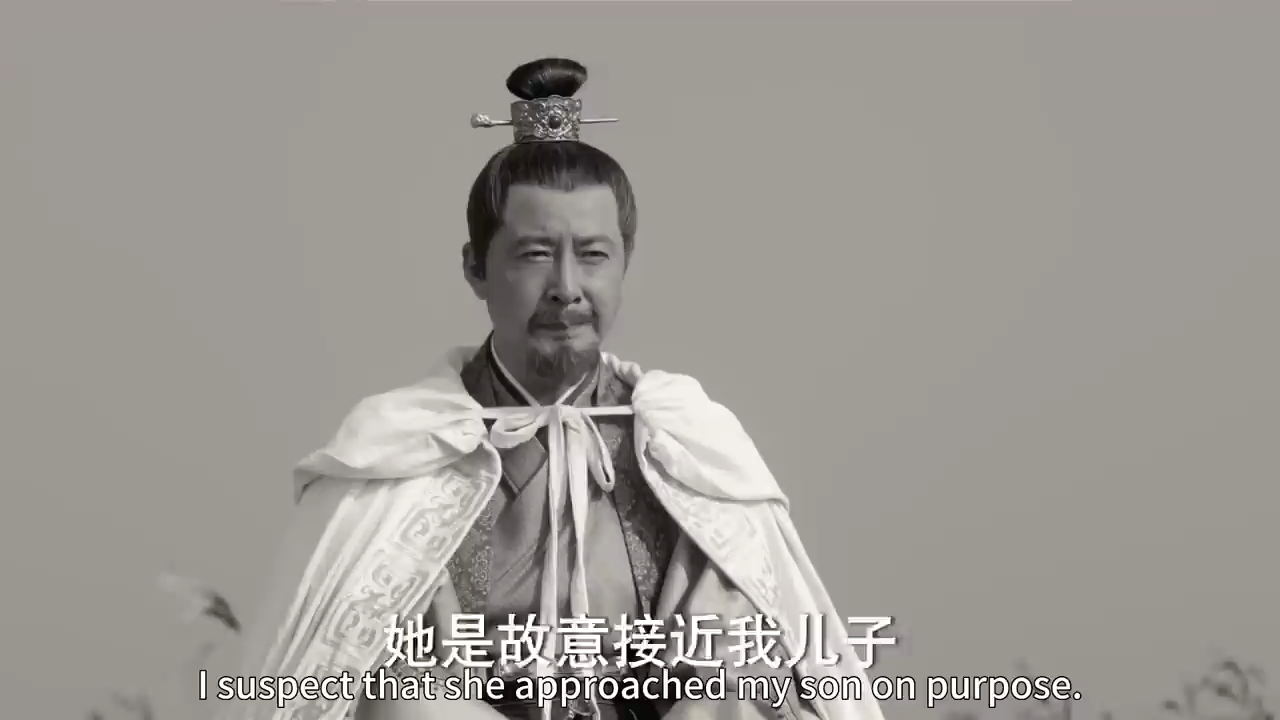 她是故意接近我儿子
I suspect that she approached my son on purpose.